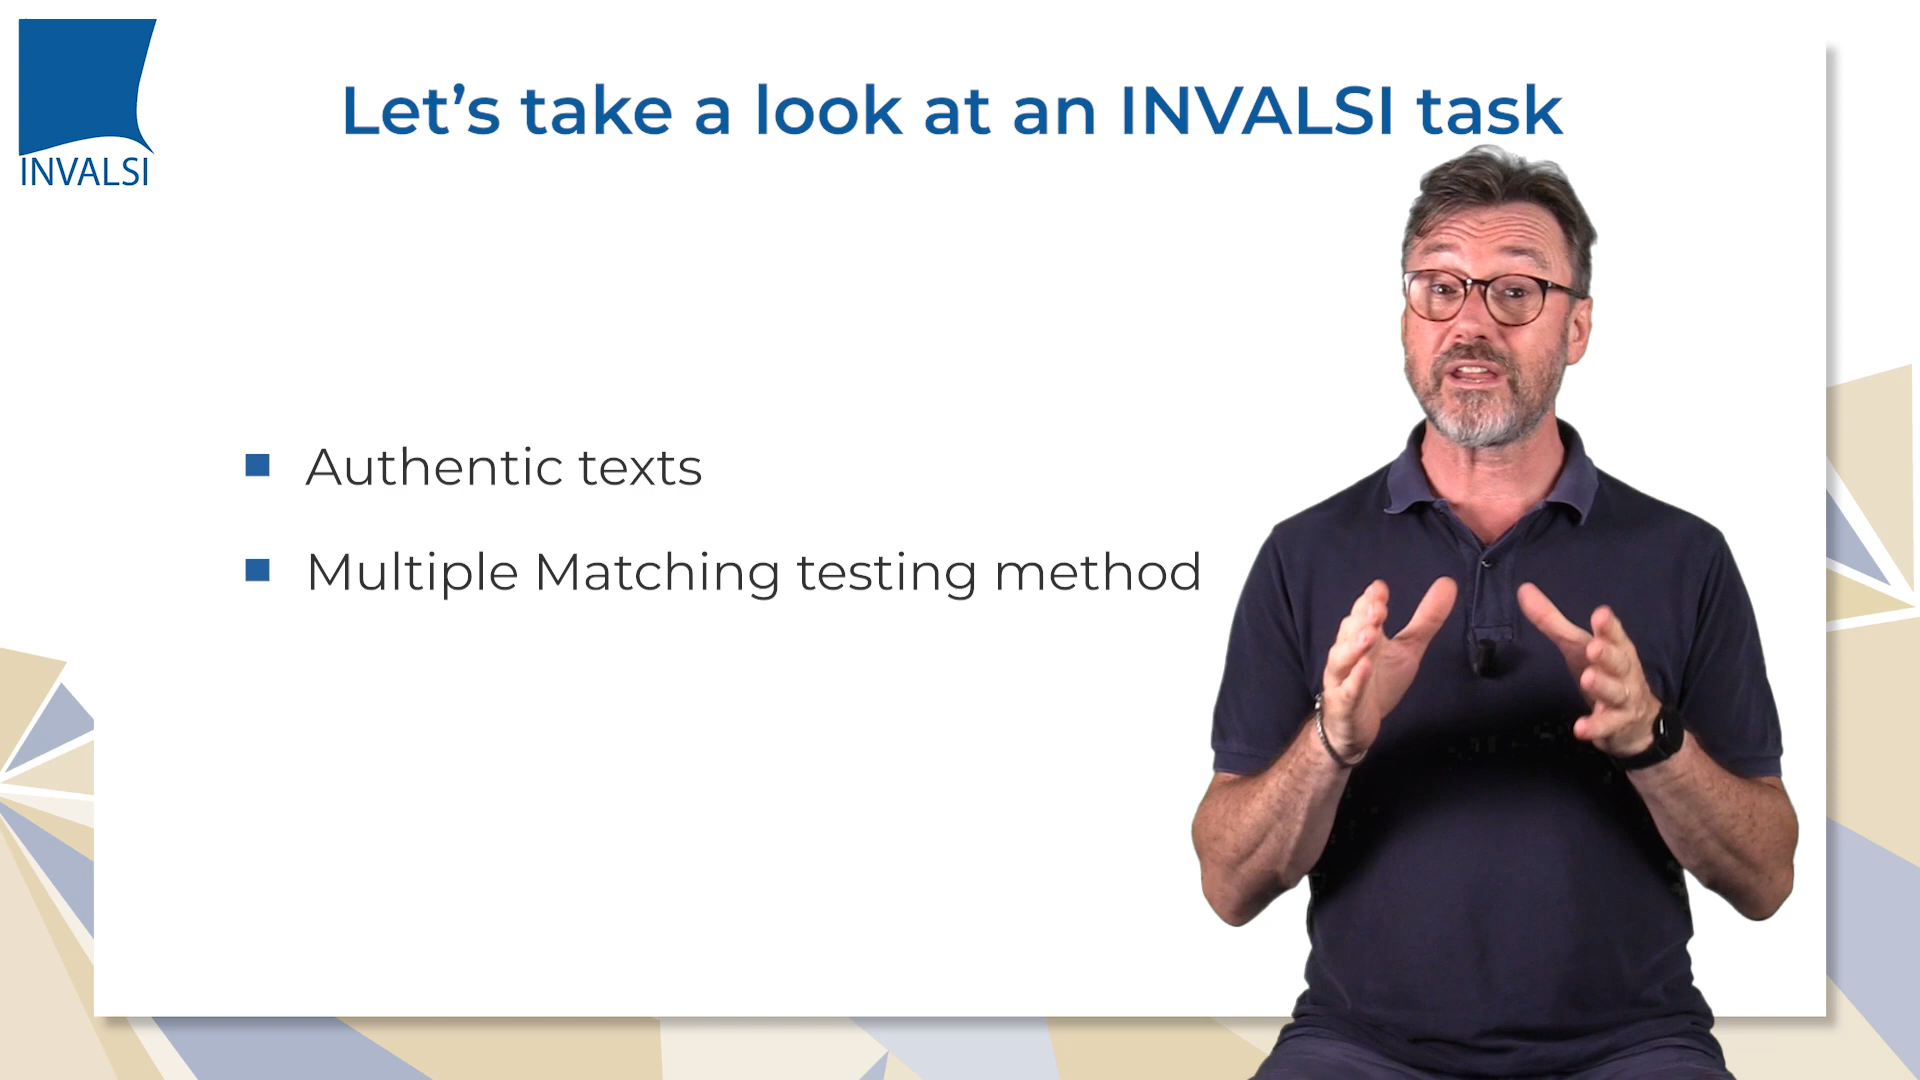 INVALSI
Let’s take a look at an INVALSI task
Authentic texts
Multiple Matching testing method